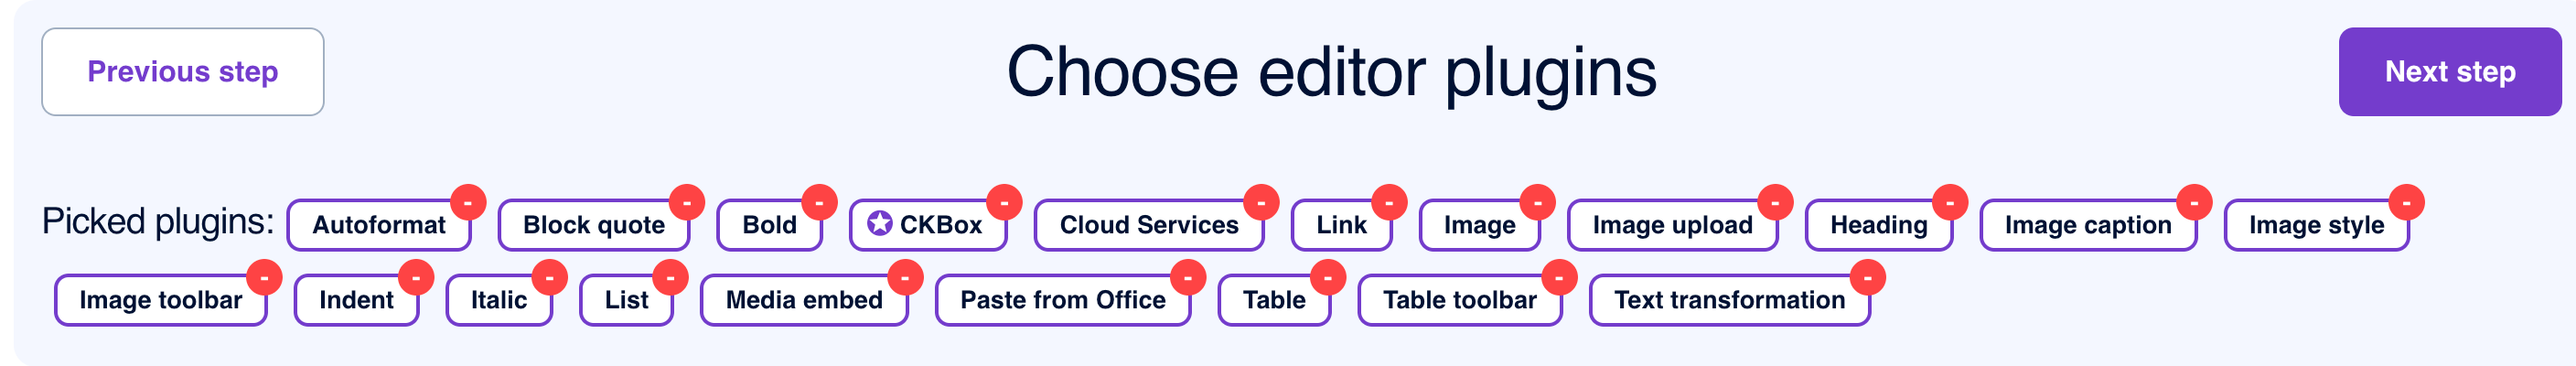 Previous step
Choose editor plugins
Next step
Picked plugins: Autoformat - Block quote - Bold - CKBox - Cloud Services - Link - Image - Image upload - Heading - Image caption - Image style -
Image toolbar - Indent - Italic - List - Media embed - Paste from Office - Table - Table toolbar - Text transformation -